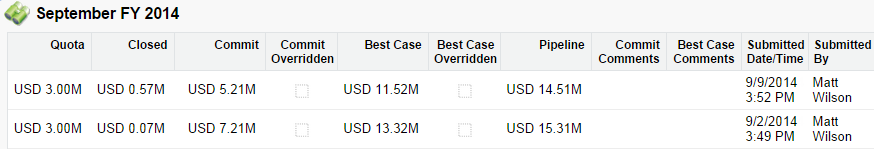 September FY 2014
Quota Closed Commit Commit Overridden Best Case Best Case Overridden Pipeline Commit Comments Best Case Comments Submitted Date/Time Submitted By
USD 3.00M USD 0.57M USD 5.21M USD 11.52M USD 14.51M 9/9/2014 3:52 PM Matt Wilson
USD 3.00M USD 0.07M USD 7.21M USD 13.32M USD 15.31M 9/2/2014 3:49 PM Matt Wilson